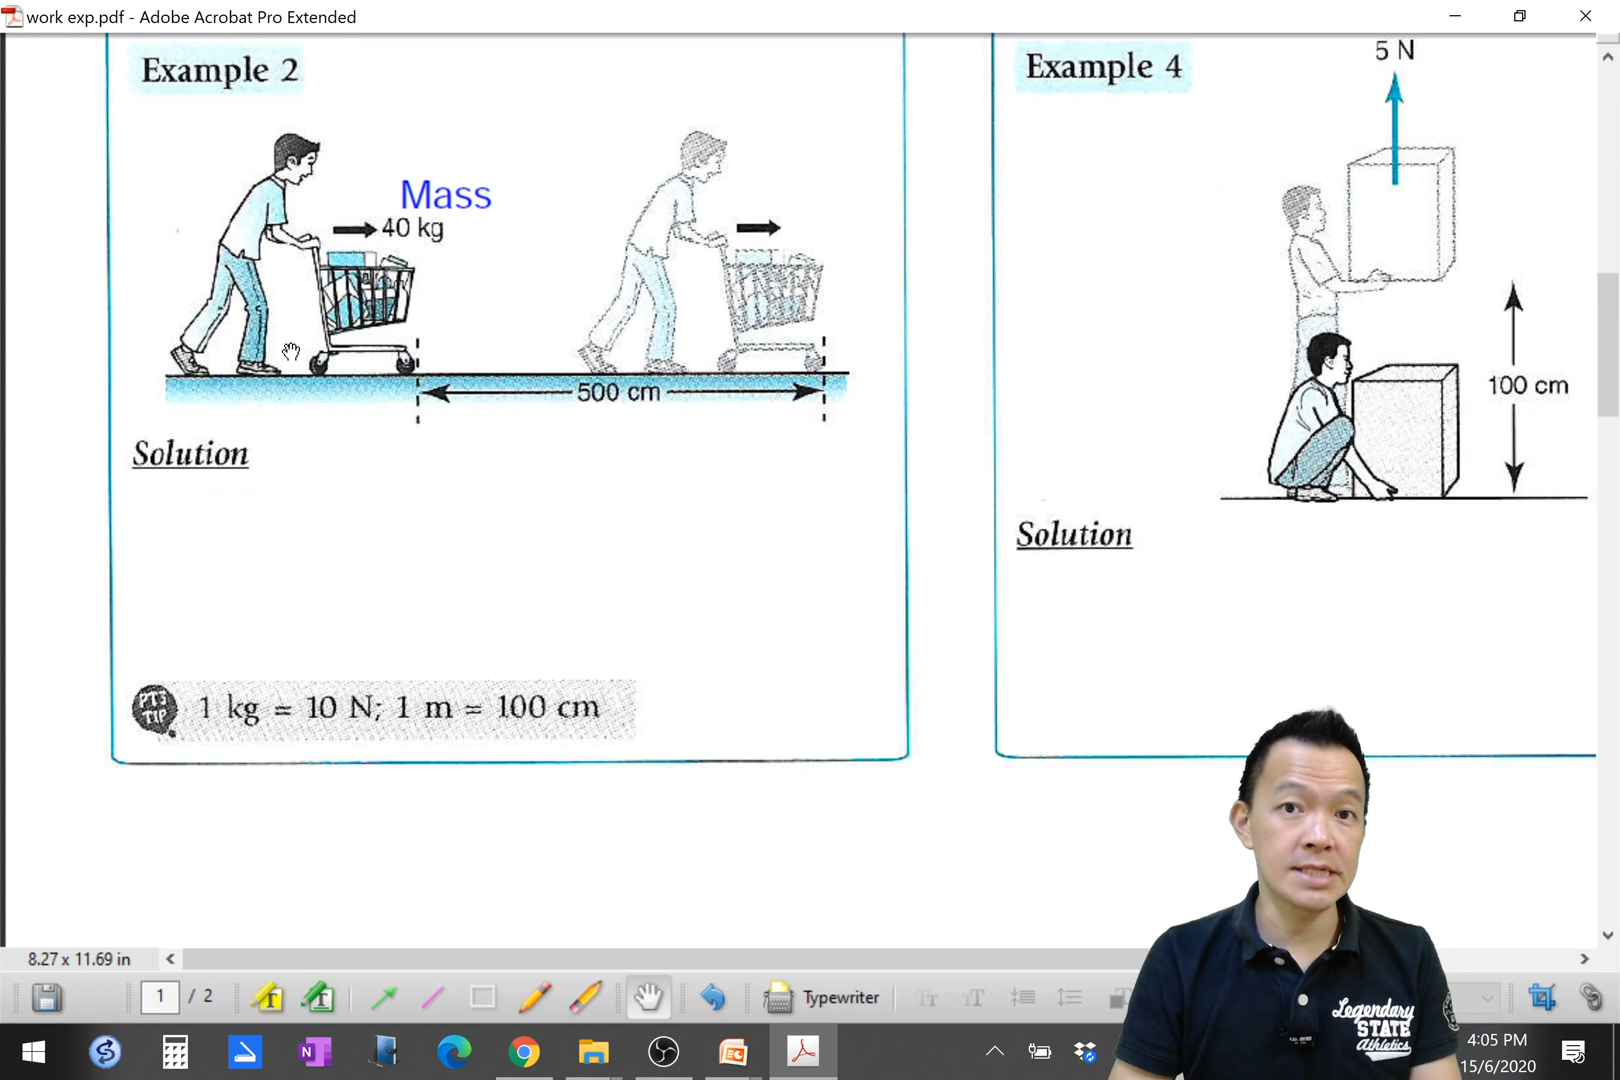 work exp.pdf - Adobe Acrobat Pro Extended
Example 2
Mass
40 kg
500 cm
Solution
PT3 TIP
1 kg = 10 N; 1 m = 100 cm
Example 4
5 N
100 cm
Solution
Legendary
STATE
Athletics
8.27 x 11.69 in
1 / 2
Typewriter
4:05 PM
15/6/2020